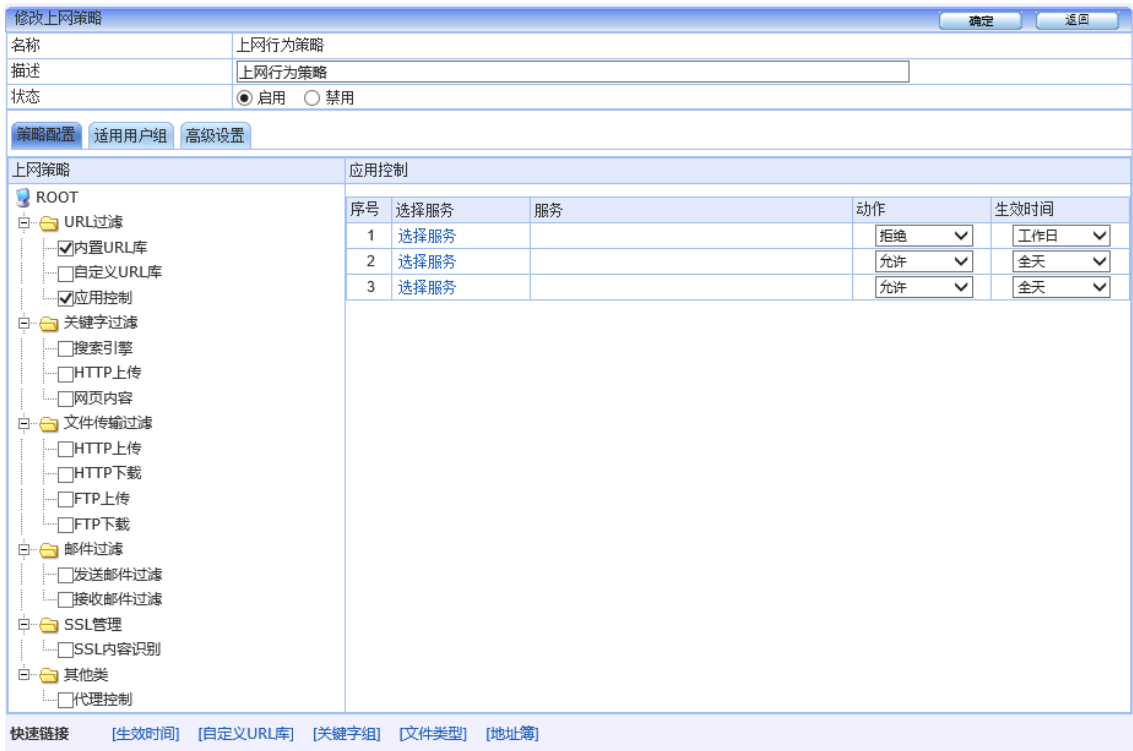 修改上网策略 确定 返回
名称 上网行为策略
描述 上网行为策略
状态 启用 禁用
策略配置 适用用户组 高级设置
上网策略
ROOT
URL过滤
内置URL库
自定义URL库
应用控制
关键字过滤
搜索引擎
HTTP上传
网页内容
文件传输过滤
HTTP上传
HTTP下载
FTP上传
FTP下载
邮件过滤
发送邮件过滤
接收邮件过滤
SSL管理
SSL内容识别
其他类
代理控制
应用控制
序号 选择服务 服务 动作 生效时间
1 选择服务 拒绝 工作日
2 选择服务 允许 全天
3 选择服务 允许 全天
快速链接 [生效时间] [自定义URL库] [关键字组] [文件类型] [地址簿]